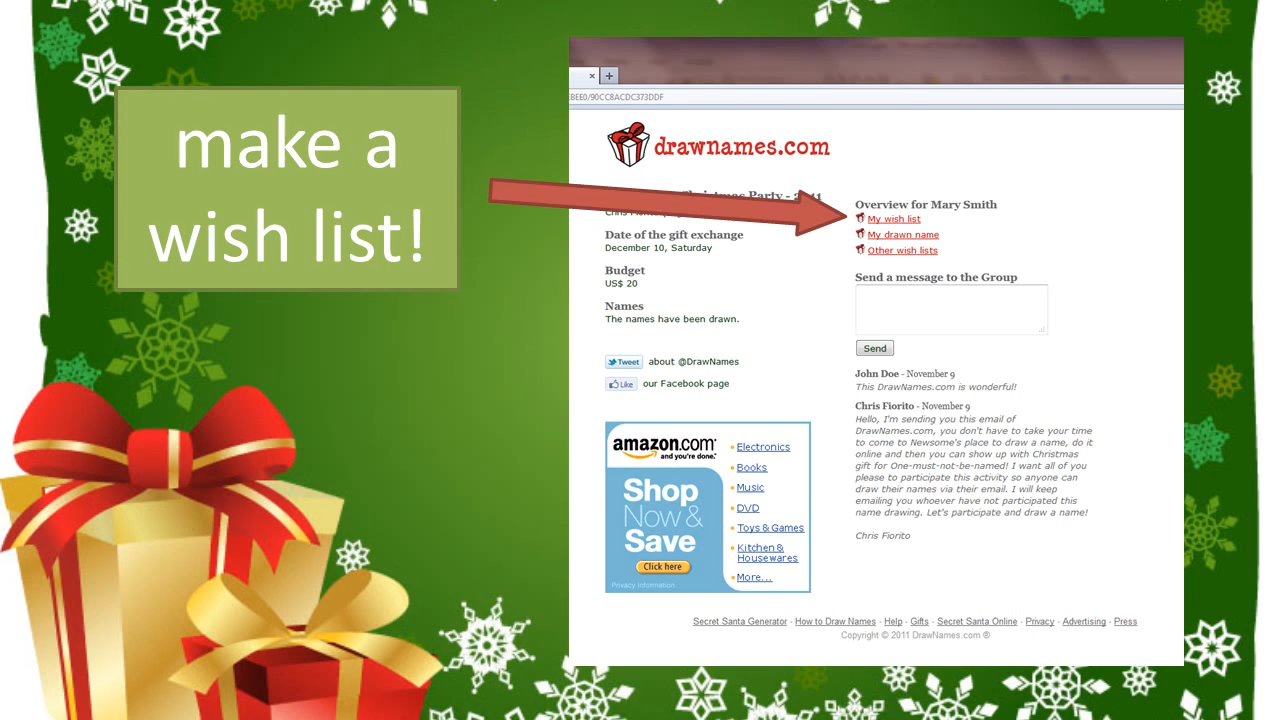 make a
wish list!
EBEE0/90CC8ACDC373DDF
drawnames.com
Christmas Party -
Date of the gift exchange
December 10, Saturday
Budget
US$ 20
Names
The names have been drawn.
Tweet about @DrawNames
Like our Facebook page
amazon.com
and you're done.
Shop
Now &
Save
Click here
Privacy Information
Electronics
Books
Music
DVD
Toys & Games
Kitchen &
Housewares
More...
Overview for Mary Smith
My wish list
My drawn name
Other wish lists
Send a message to the Group
Send
John Doe - November 9
This DrawNames.com is wonderful!
Chris Fiorito - November 9
Hello, I'm sending you this email of
DrawNames.com, you don't have to take your time
to come to Newsome's place to draw a name, do it
online and then you can show up with Christmas
gift for One-must-not-be-named! I want all of you
please to participate this activity so anyone can
draw their names via their email. I will keep
emailing you whoever have not participated this
name drawing. Let's participate and draw a name!
Chris Fiorito
Secret Santa Generator - How to Draw Names - Help - Gifts - Secret Santa Online - Privacy - Advertising - Press
Copyright © 2011 DrawNames.com ®